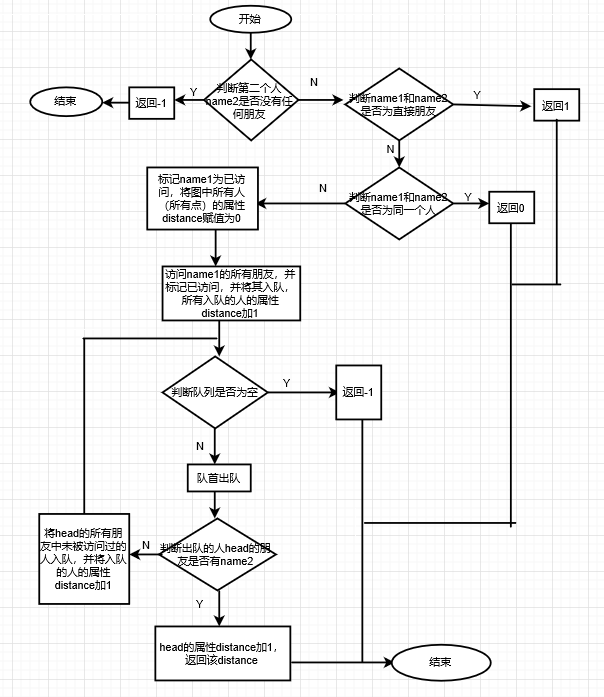 开始
判断第二个人
name2是否没有任
何朋友
Y
N
结束
返回-1
判断name1和name2
是否为直接朋友
Y
返回1
N
标记name1为已访
问，将图中所有人
（所有点）的属性
distance赋值为0
N
判断name1和name2
是否为同一个人
Y
返回0
访问name1的所有朋友，并
标记已访问，并将其入队，
所有入队的人的属性
distance加1
判断队列是否为空
Y
返回-1
N
队首出队
将head的所有朋
友中未被访问过的
人入队，并将入队
的人的属性
distance加1
N
判断出队的人head的朋
友是否有name2
Y
head的属性distance加1，
返回该distance
结束